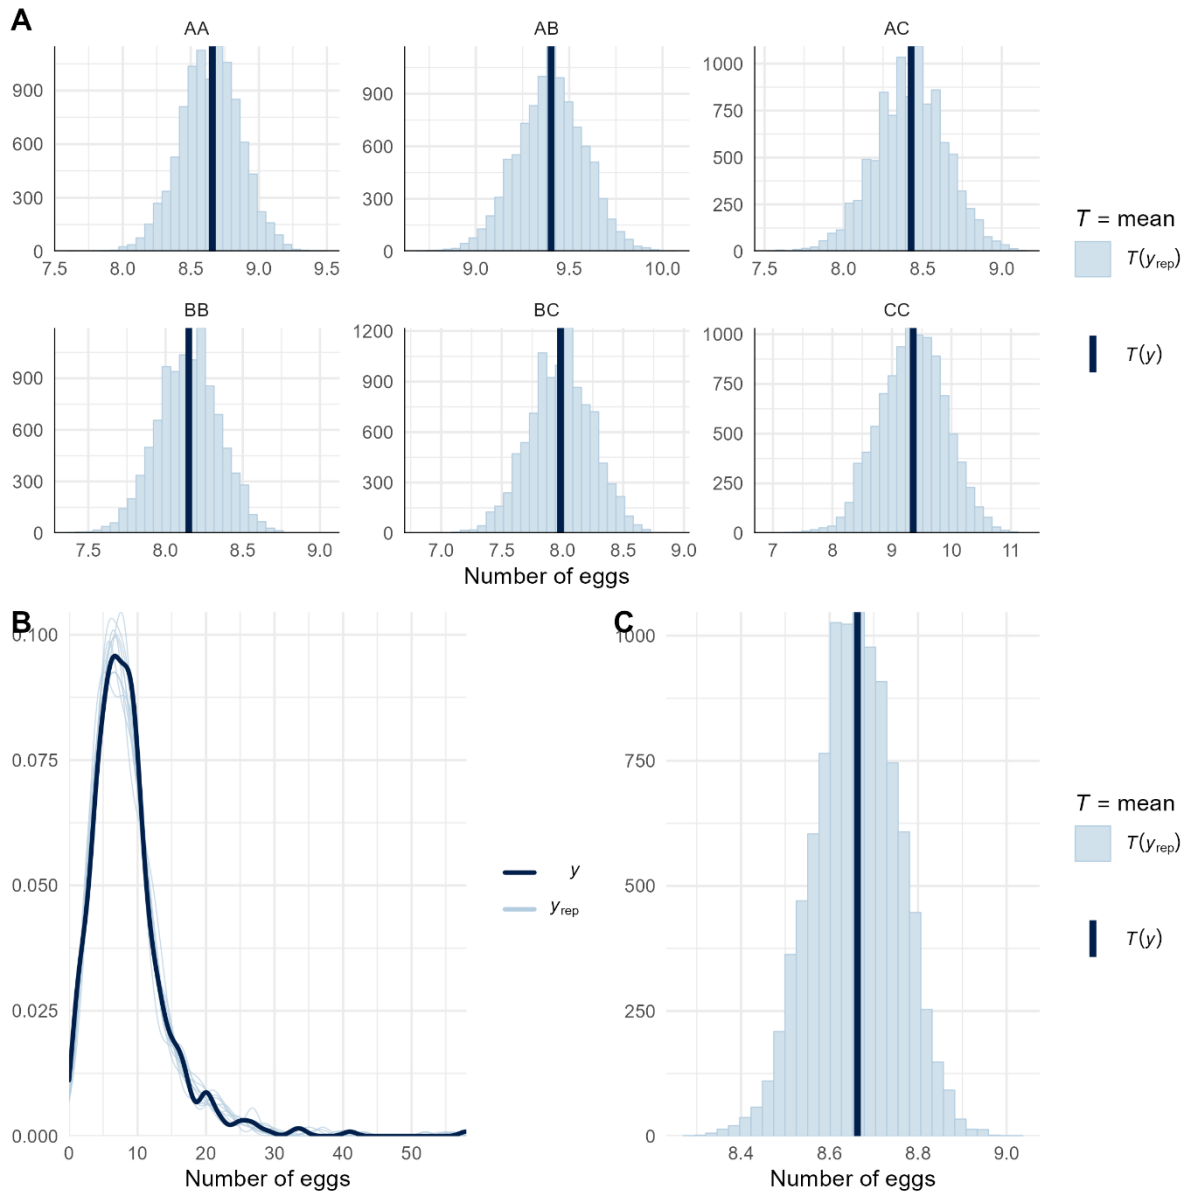 A
AA
AB
AC
900
600
300
0
7.5 8.0 8.5 9.0 9.5
900
600
300
0
9.0 9.5 10.0
1000
750
500
250
0
7.5 8.0 8.5 9.0
T = mean
T(yrep)
T(y)
BB
BC
CC
900
600
300
0
7.5 8.0 8.5 9.0
1200
900
600
300
0
7.0 7.5 8.0 8.5 9.0
1000
750
500
250
0
7 8 9 10 11
Number of eggs
B
0.100
0.075
0.050
0.025
0.000
0 10 20 30 40 50
Number of eggs
y
yrep
C
1000
750
500
250
0
8.4 8.6 8.8 9.0
Number of eggs
T = mean
T(yrep)
T(y)